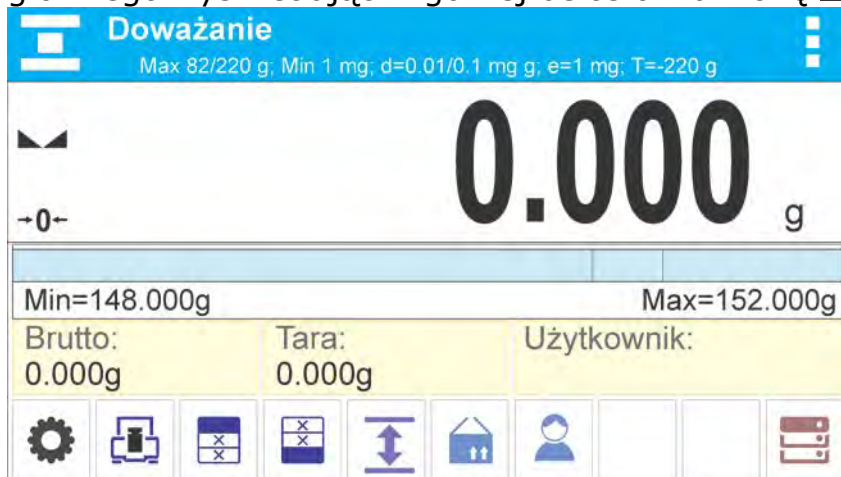 Doważanie
Max 82/220 g; Min 1 mg; d=0.01/0.1 mg g; e=1 mg; T=-220 g
0.000 g
→0←
Min=148.000g Max=152.000g
Brutto: Tara: Użytkownik:
0.000g 0.000g